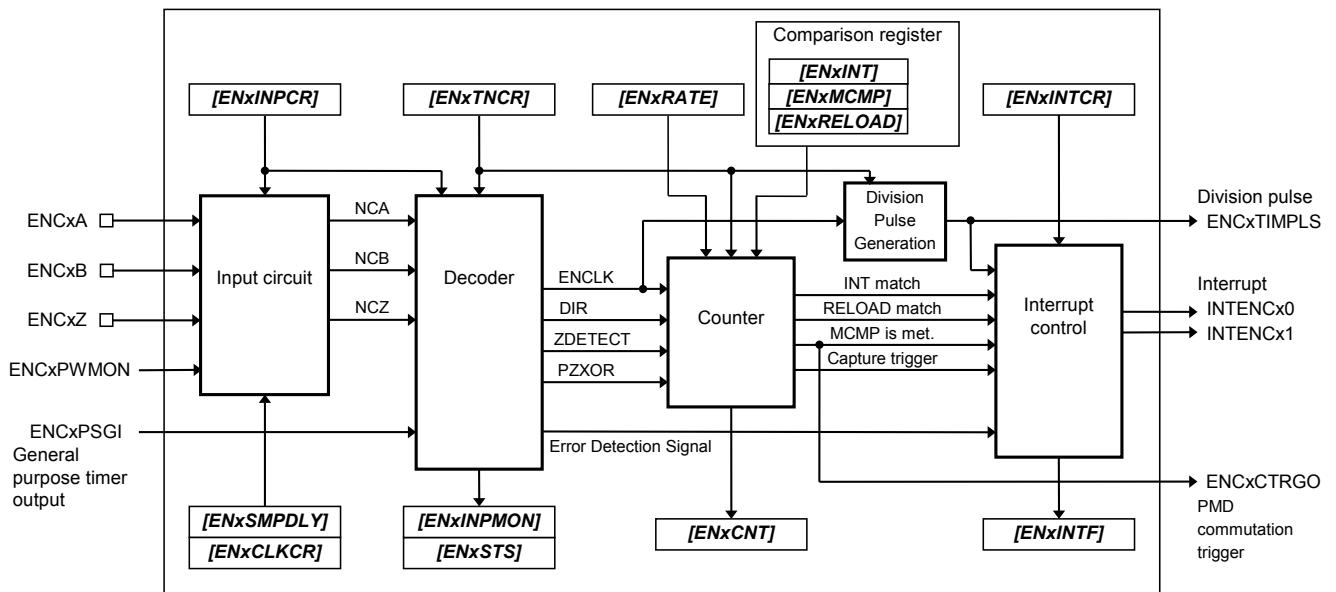 Comparison register
[ENxINT]
[ENxMCMP]
[ENxRELOAD]
[ENxINPCR]
[ENxTNCR]
[ENxRATE]
[ENxINTCR]
ENCxA
ENCxB
ENCxZ
ENCxPWMON
ENCxPSGI
General
purpose timer
output
Input circuit
NCA
NCB
NCZ
Decoder
ENCLK
DIR
ZDETECT
PZXOR
Error Detection Signal
Counter
Division
Pulse
Generation
INT match
RELOAD match
MCMP is met.
Capture trigger
Interrupt
control
Division pulse
ENCxTIMPLS
Interrupt
INTENCx0
INTENCx1
ENCxCTRGO
PMD
commutation
trigger
[ENxSMPDLY]
[ENxCLKCR]
[ENxINPMON]
[ENxSTS]
[ENxCNT]
[ENxINTF]